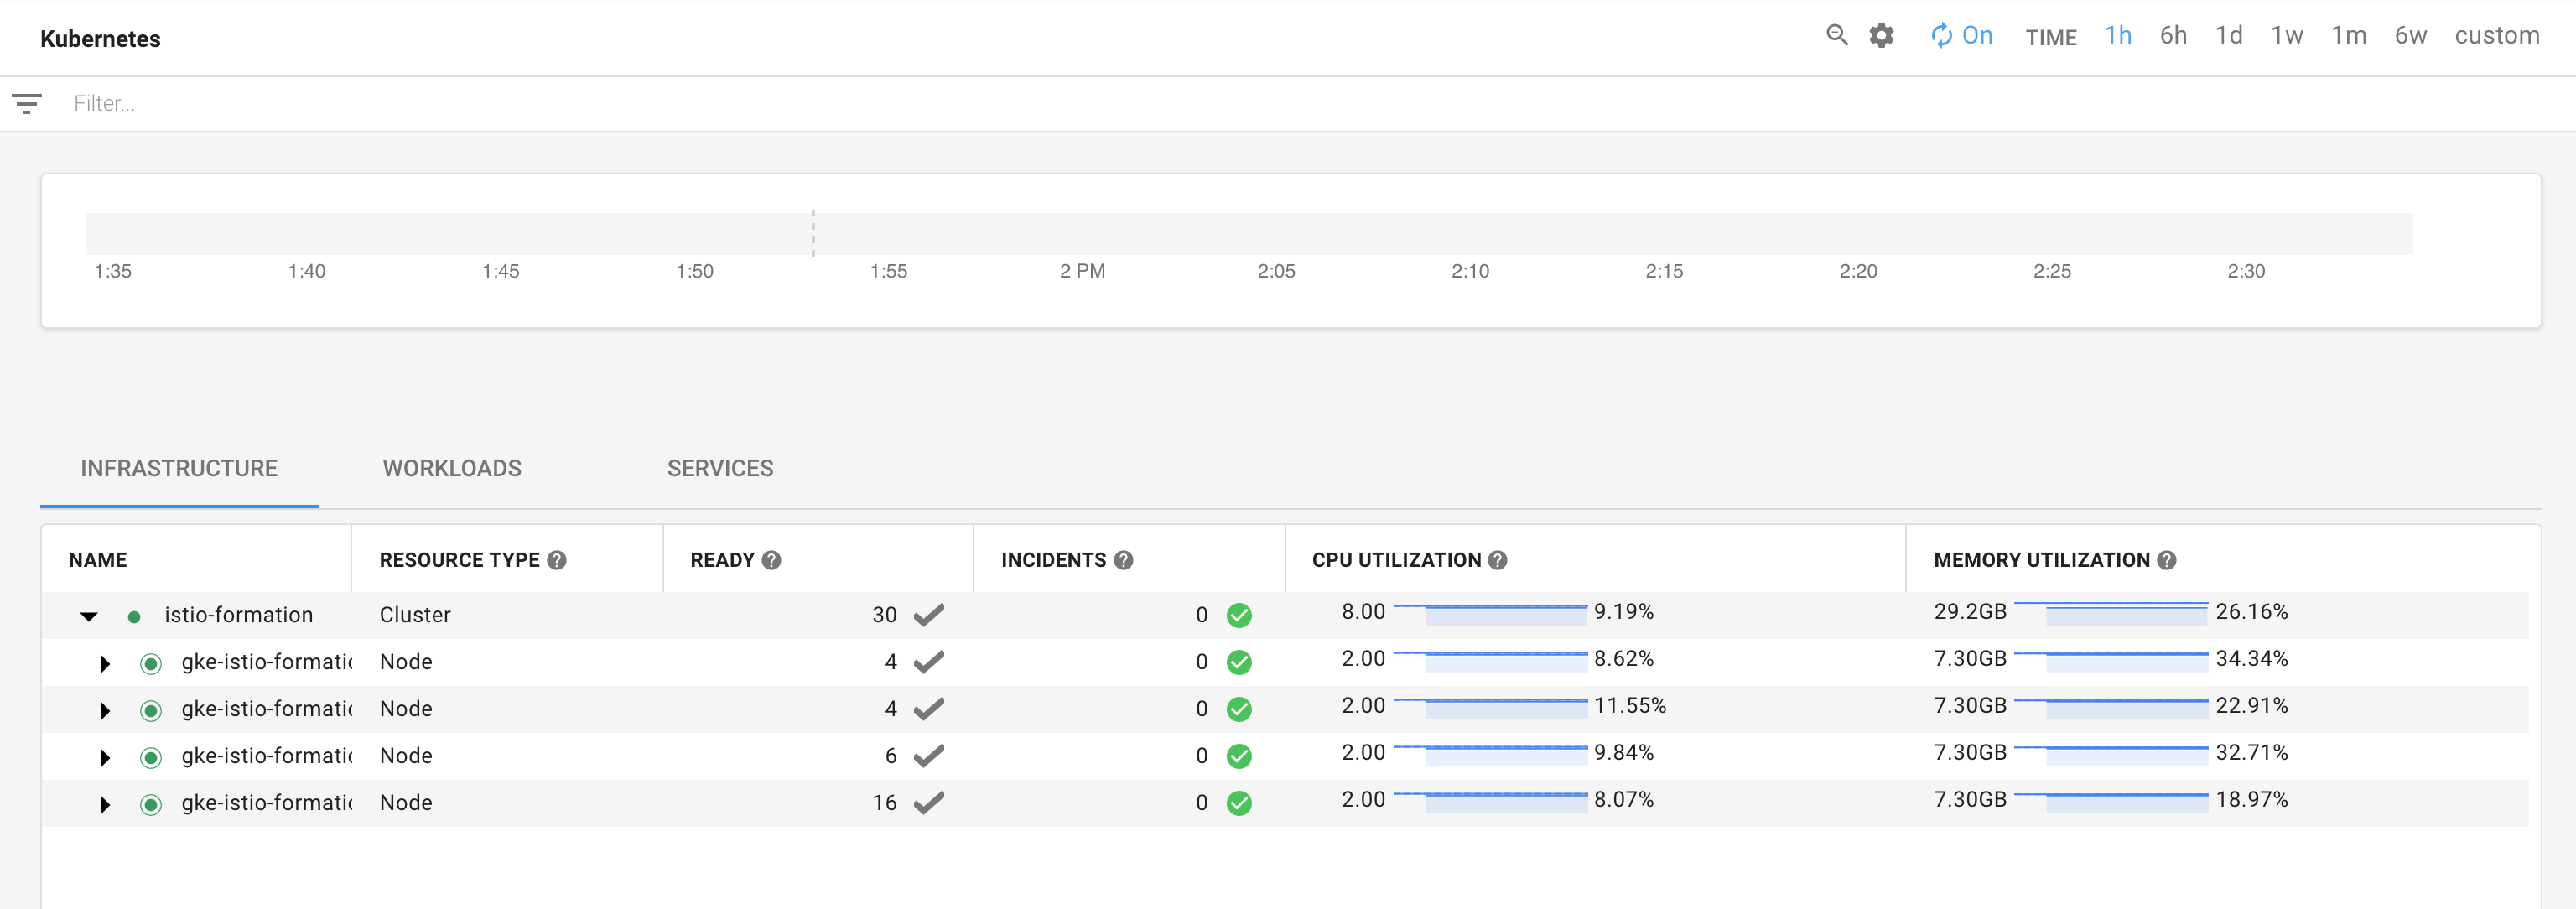 Kubernetes
On TIME 1h 6h 1d 1w 1m 6w custom
Filter...
1:35 1:40 1:45 1:50 1:55 2 PM 2:05 2:10 2:15 2:20 2:25 2:30
INFRASTRUCTURE WORKLOADS SERVICES
NAME RESOURCE TYPE ? READY ? INCIDENTS ? CPU UTILIZATION ? MEMORY UTILIZATION ?
istio-formation Cluster 30 0 8.00 9.19% 29.2GB 26.16%
gke-istio-formatic Node 4 0 2.00 8.62% 7.30GB 34.34%
gke-istio-formatic Node 4 0 2.00 11.55% 7.30GB 22.91%
gke-istio-formatic Node 6 0 2.00 9.84% 7.30GB 32.71%
gke-istio-formatic Node 16 0 2.00 8.07% 7.30GB 18.97%